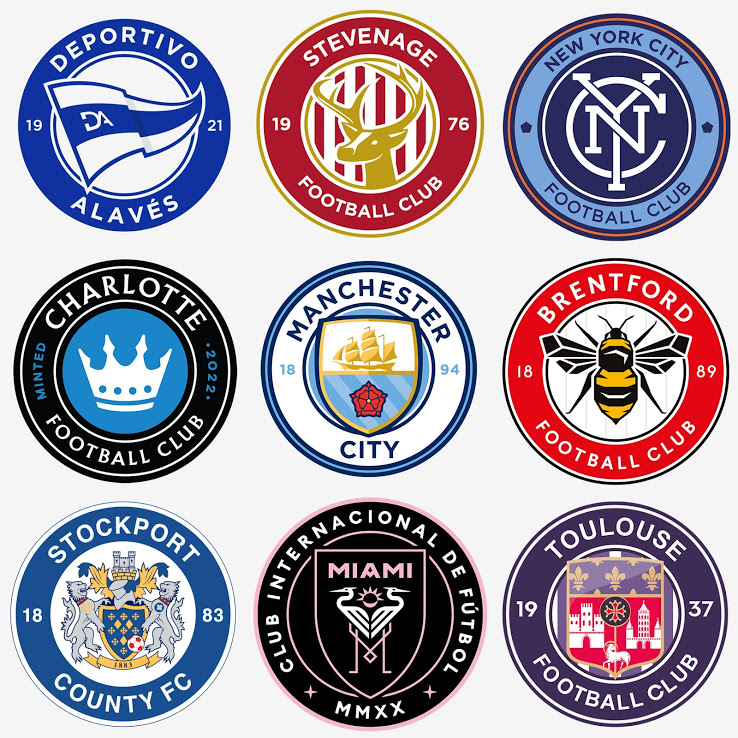 DEPORTIVO
19 21
DA
ALAVÉS
STEVENAGE
19 76
FOOTBALL CLUB
NEW YORK CITY
NYC
FOOTBALL CLUB
CHARLOTTE
MINTED ·2022·
FOOTBALL CLUB
MANCHESTER
18 94
CITY
BRENTFORD
18 89
FOOTBALL CLUB
STOCKPORT
18 83
1883
COUNTY FC
CLUB INTERNACIONAL DE FÚTBOL
MIAMI
MMXX
TOULOUSE
19 37
FOOTBALL CLUB